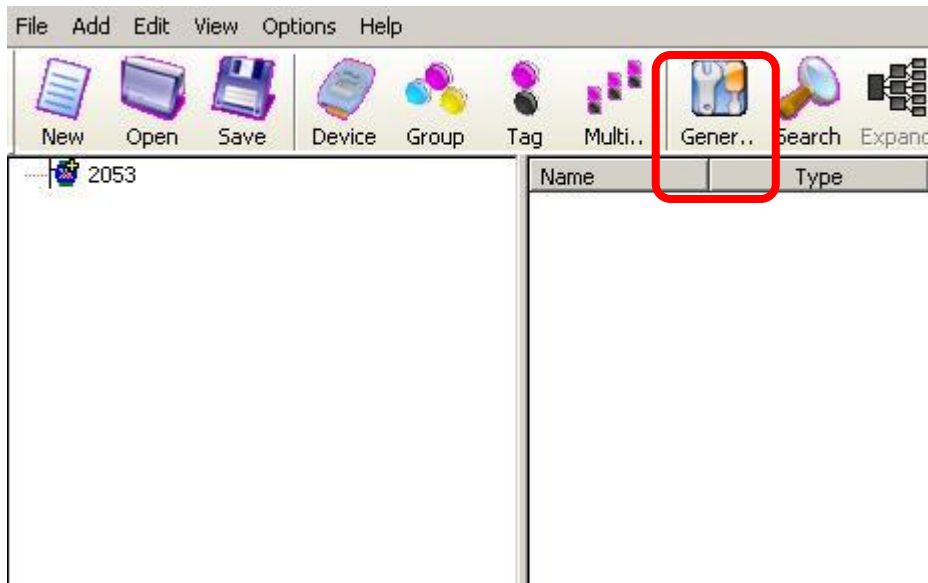 File Add Edit View Options Help
New Open Save Device Group Tag Multi.. Gener.. Search Expand
2053
Name Type